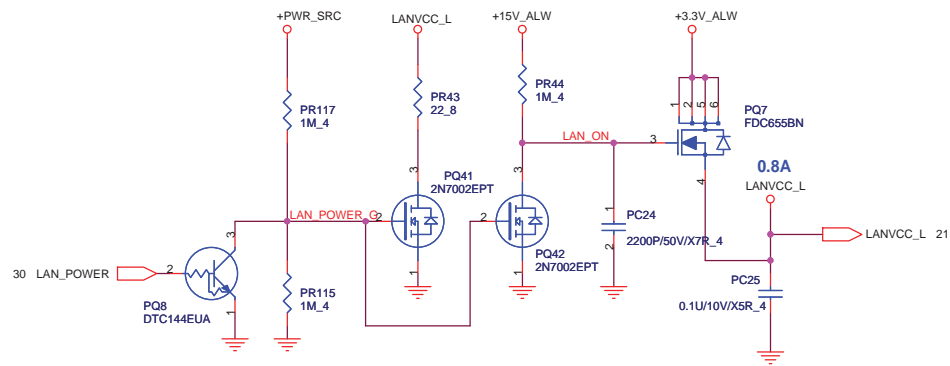 +PWR_SRC
LANVCC_L
+15V_ALW
+3.3V_ALW
PR117
1M_4
PR43
22_8
PR44
1M_4
1
2
5
6
PQ7
FDC655BN
3
LAN_ON
3
PQ41
2N7002EPT
3
4
0.8A
LANVCC_L
LAN_POWER_G
2
2
1
PC24
2200P/50V/X7R_4
2
LANVCC_L 21
3
30 LAN_POWER
2
1
PQ8
DTC144EUA
PR115
1M_4
1
1
PQ42
2N7002EPT
PC25
0.1U/10V/X5R_4